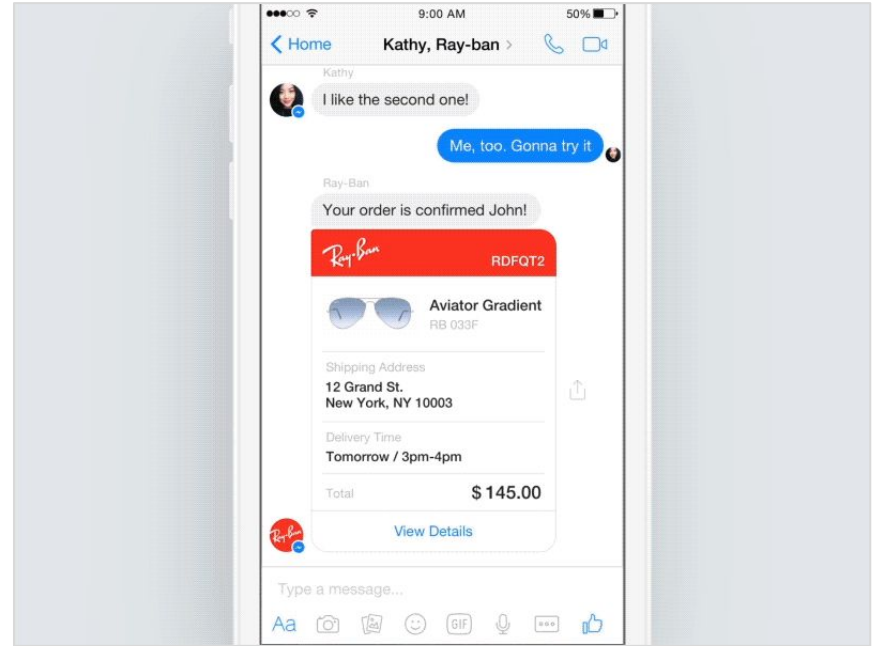 9:00 AM 50%
Home Kathy, Ray-ban
Kathy
I like the second one!
Me, too. Gonna try it
Ray-Ban
Your order is confirmed John!
Ray-Ban RDFQT2
Aviator Gradient
RB 033F
Shipping Address
12 Grand St.
New York, NY 10003
Delivery Time
Tomorrow / 3pm-4pm
Total $145.00
Ray-Ban
View Details
Type a message...
Aa GIF